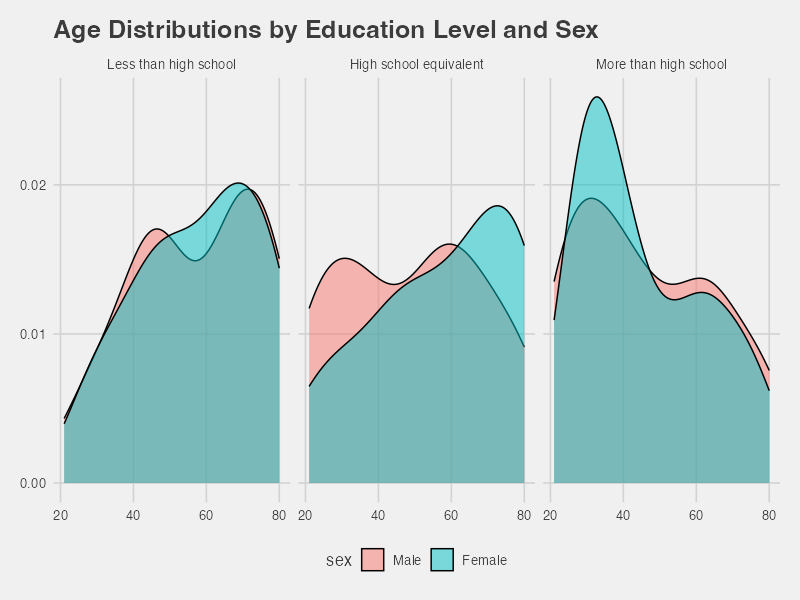 Age Distributions by Education Level and Sex
Less than high school High school equivalent More than high school
0.02
0.01
0.00
20 40 60 80 20 40 60 80 20 40 60 80
sex Male Female